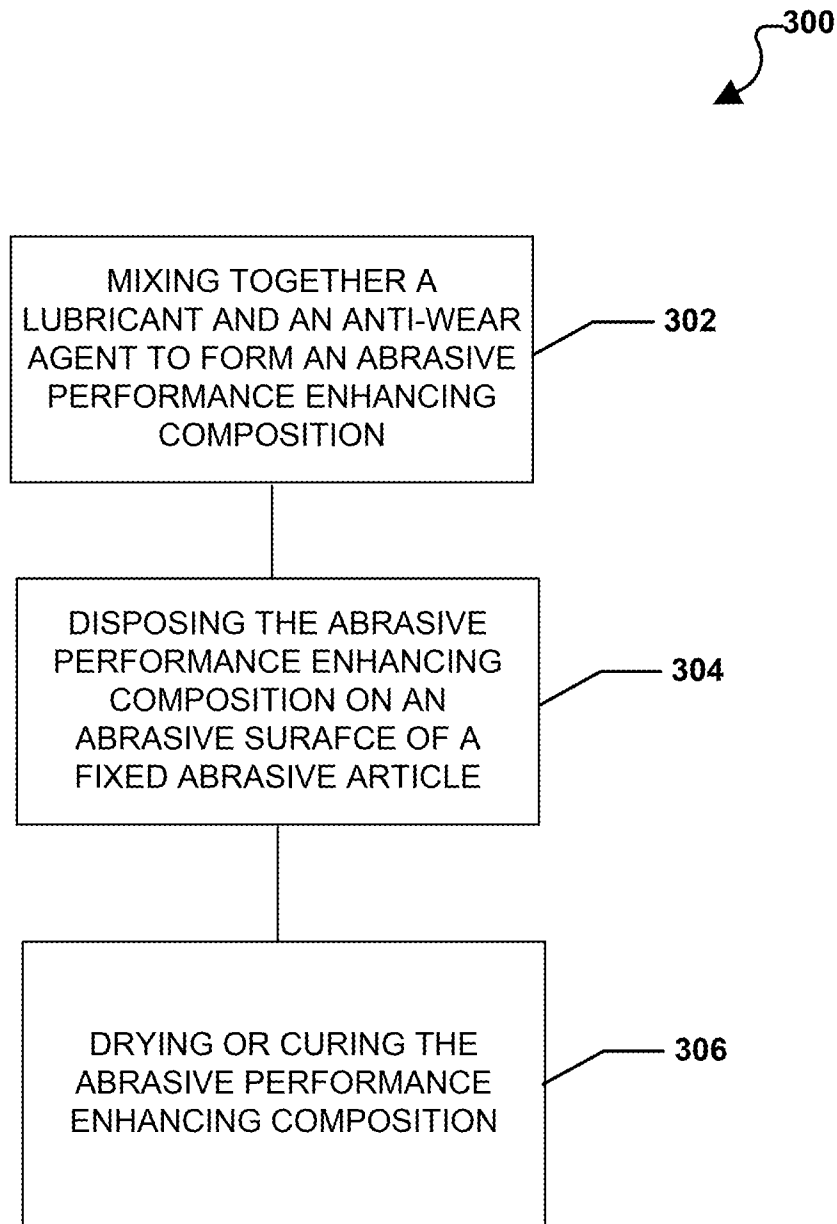 300
MIXING TOGETHER A
LUBRICANT AND AN ANTI-WEAR
AGENT TO FORM AN ABRASIVE
PERFORMANCE ENHANCING
COMPOSITION
302
DISPOSING THE ABRASIVE
PERFORMANCE ENHANCING
COMPOSITION ON AN
ABRASIVE SURAFCE OF A
FIXED ABRASIVE ARTICLE
304
DRYING OR CURING THE
ABRASIVE PERFORMANCE
ENHANCING COMPOSITION
306